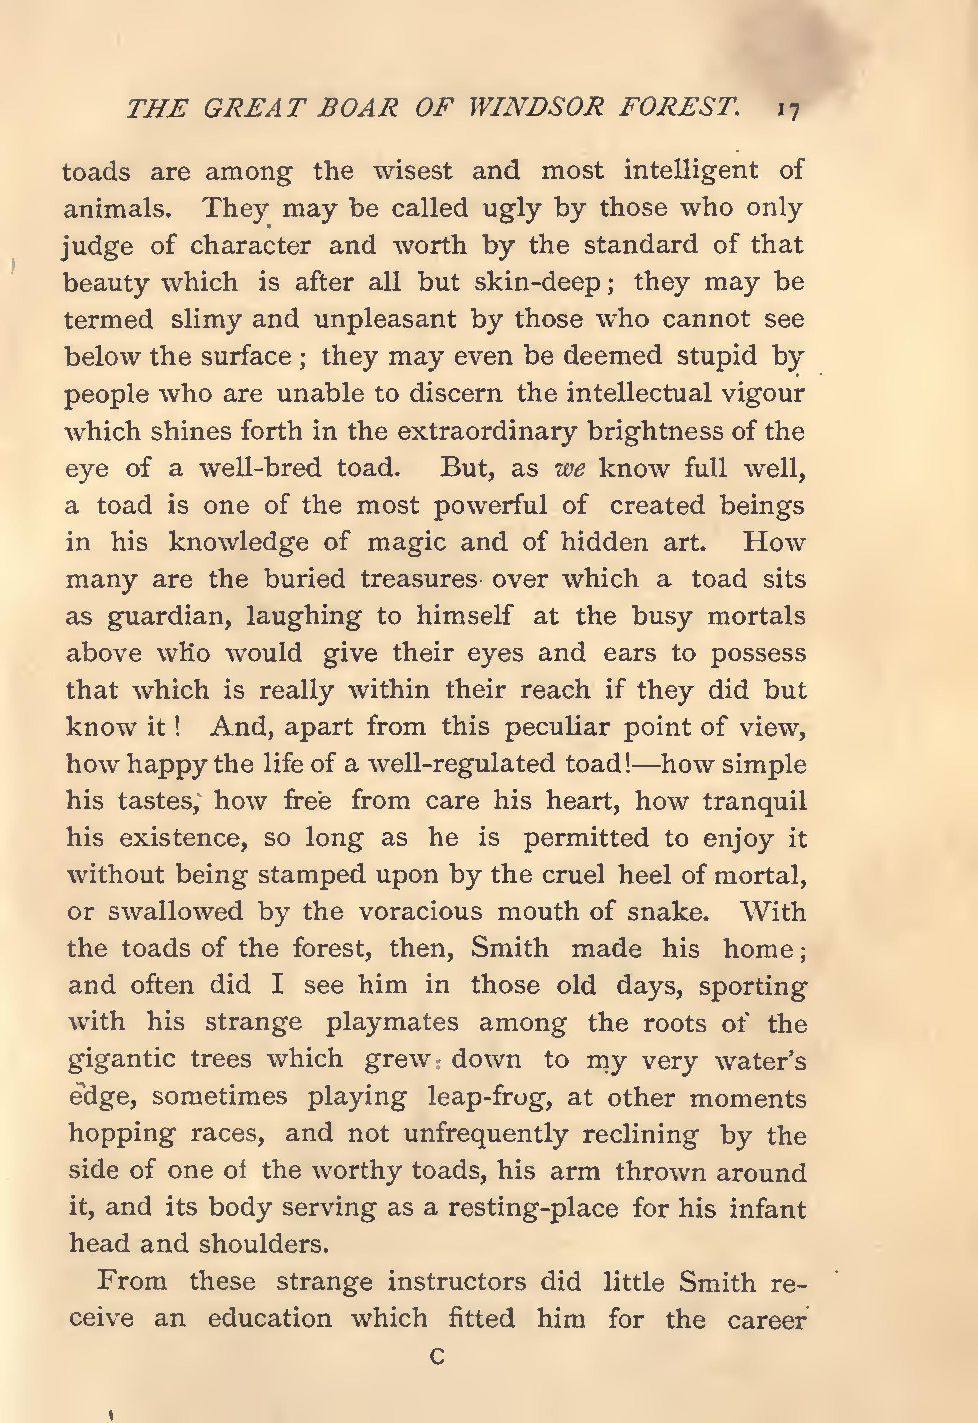 THE GREAT BOAR OF WINDSOR FOREST. 17
toads are among the wisest and most intelligent of
animals. They may be called ugly by those who only
judge of character and worth by the standard of that
beauty which is after all but skin-deep; they may be
termed slimy and unpleasant by those who cannot see
below the surface; they may even be deemed stupid by
people who are unable to discern the intellectual vigour
which shines forth in the extraordinary brightness of the
eye of a well-bred toad. But, as we know full well,
a toad is one of the most powerful of created beings
in his knowledge of magic and of hidden art. How
many are the buried treasures over which a toad sits
as guardian, laughing to himself at the busy mortals
above who would give their eyes and ears to possess
that which is really within their reach if they did but
know it! And, apart from this peculiar point of view,
how happy the life of a well-regulated toad!—how simple
his tastes, how free from care his heart, how tranquil
his existence, so long as he is permitted to enjoy it
without being stamped upon by the cruel heel of mortal,
or swallowed by the voracious mouth of snake. With
the toads of the forest, then, Smith made his home;
and often did I see him in those old days, sporting
with his strange playmates among the roots of the
gigantic trees which grew down to my very water's
edge, sometimes playing leap-frog, at other moments
hopping races, and not unfrequently reclining by the
side of one of the worthy toads, his arm thrown around
it, and its body serving as a resting-place for his infant
head and shoulders.
From these strange instructors did little Smith re-
ceive an education which fitted him for the career
C